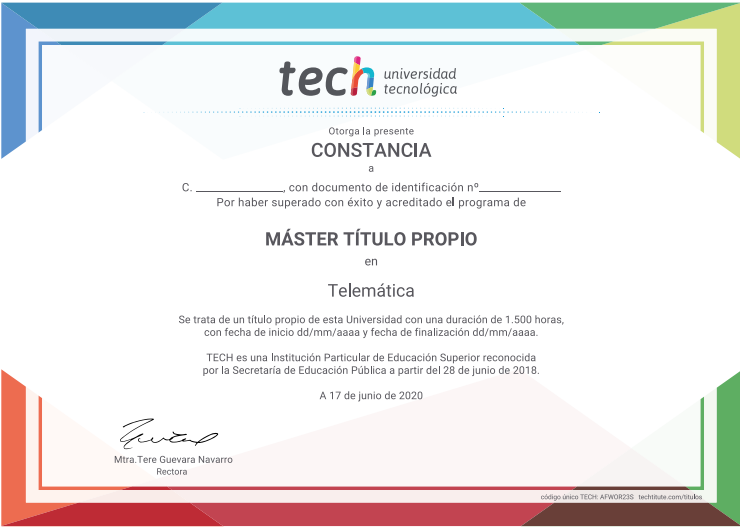 tech universidad
tecnológica
Otorga la presente
CONSTANCIA
a
C. ______________, con documento de identificación nº_____________
Por haber superado con éxito y acreditado el programa de
MÁSTER TÍTULO PROPIO
en
Telemática
Se trata de un título propio de esta Universidad con una duración de 1.500 horas,
con fecha de inicio dd/mm/aaaa y fecha de finalización dd/mm/aaaa.
TECH es una Institución Particular de Educación Superior reconocida
por la Secretaría de Educación Pública a partir del 28 de junio de 2018.
A 17 de junio de 2020
Mtra.Tere Guevara Navarro
Rectora
código único TECH: AFWOR23S techtitute.com/titulos